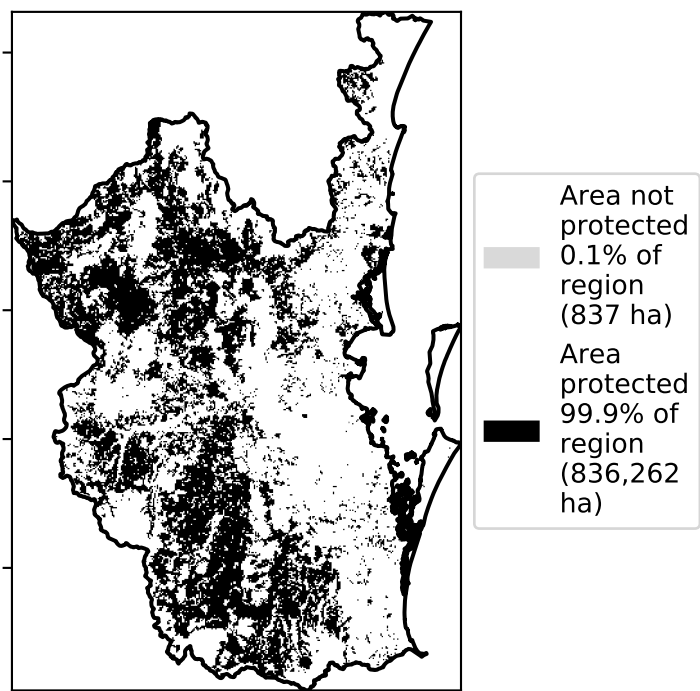 Area not
protected
0.1% of
region
(837 ha)
Area
protected
99.9% of
region
(836,262
ha)